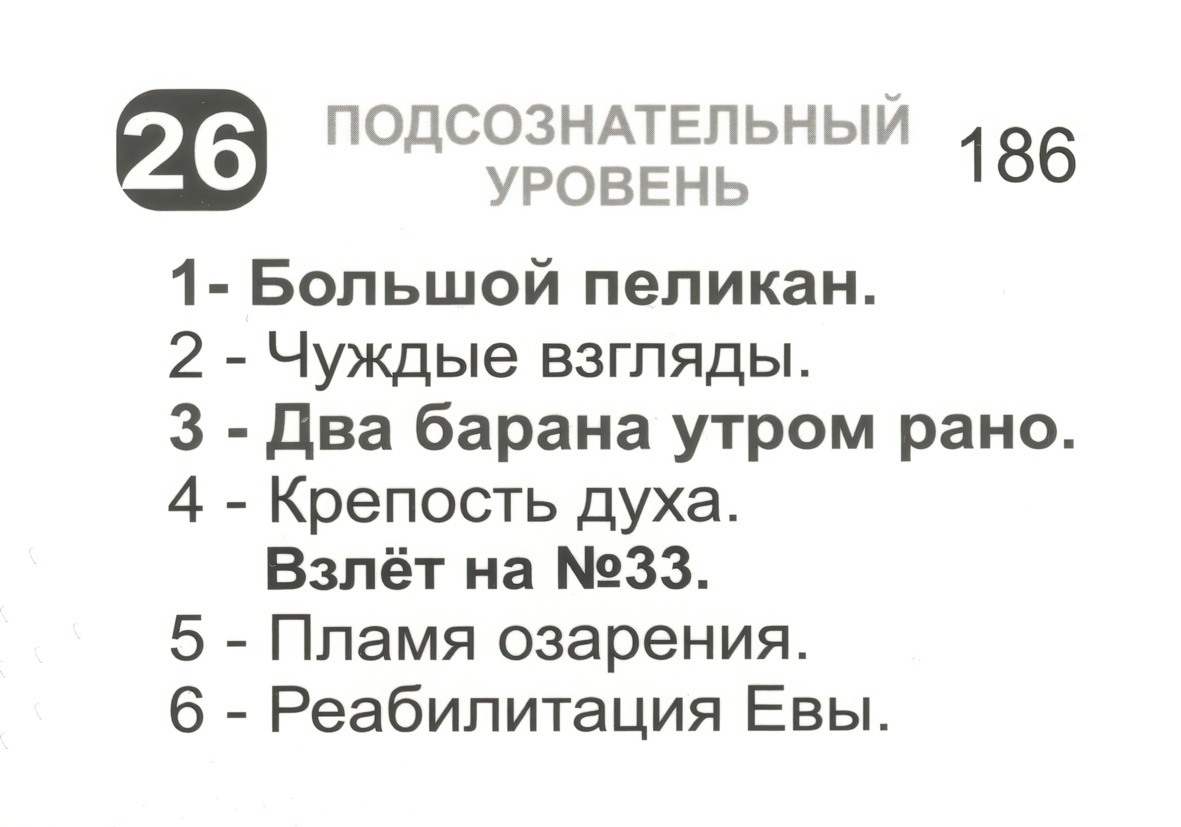 26
ПОДСОЗНАТЕЛЬНЫЙ
УРОВЕНЬ
186
1- Большой пеликан.
2 - Чуждые взгляды.
3 - Два барана утром рано.
4 - Крепость духа.
Взлёт на №33.
5 - Пламя озарения.
6 - Реабилитация Евы.